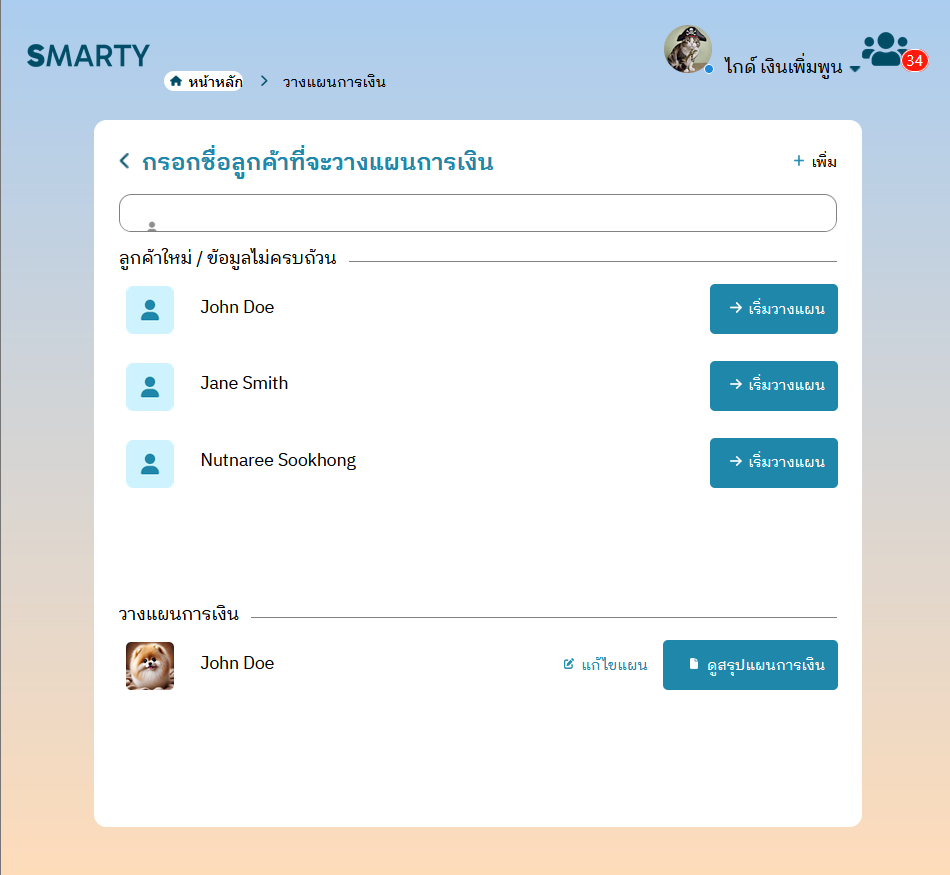 SMARTY
หน้าหลัก > วางแผนการเงิน
ไกด์ เงินเพิ่มพูน
34
กรอกชื่อลูกค้าที่จะวางแผนการเงิน
+ เพิ่ม
ลูกค้าใหม่ / ข้อมูลไม่ครบถ้วน
John Doe
เริ่มวางแผน
Jane Smith
เริ่มวางแผน
Nutnaree Sookhong
เริ่มวางแผน
วางแผนการเงิน
John Doe
แก้ไขแผน
ดูสรุปแผนการเงิน